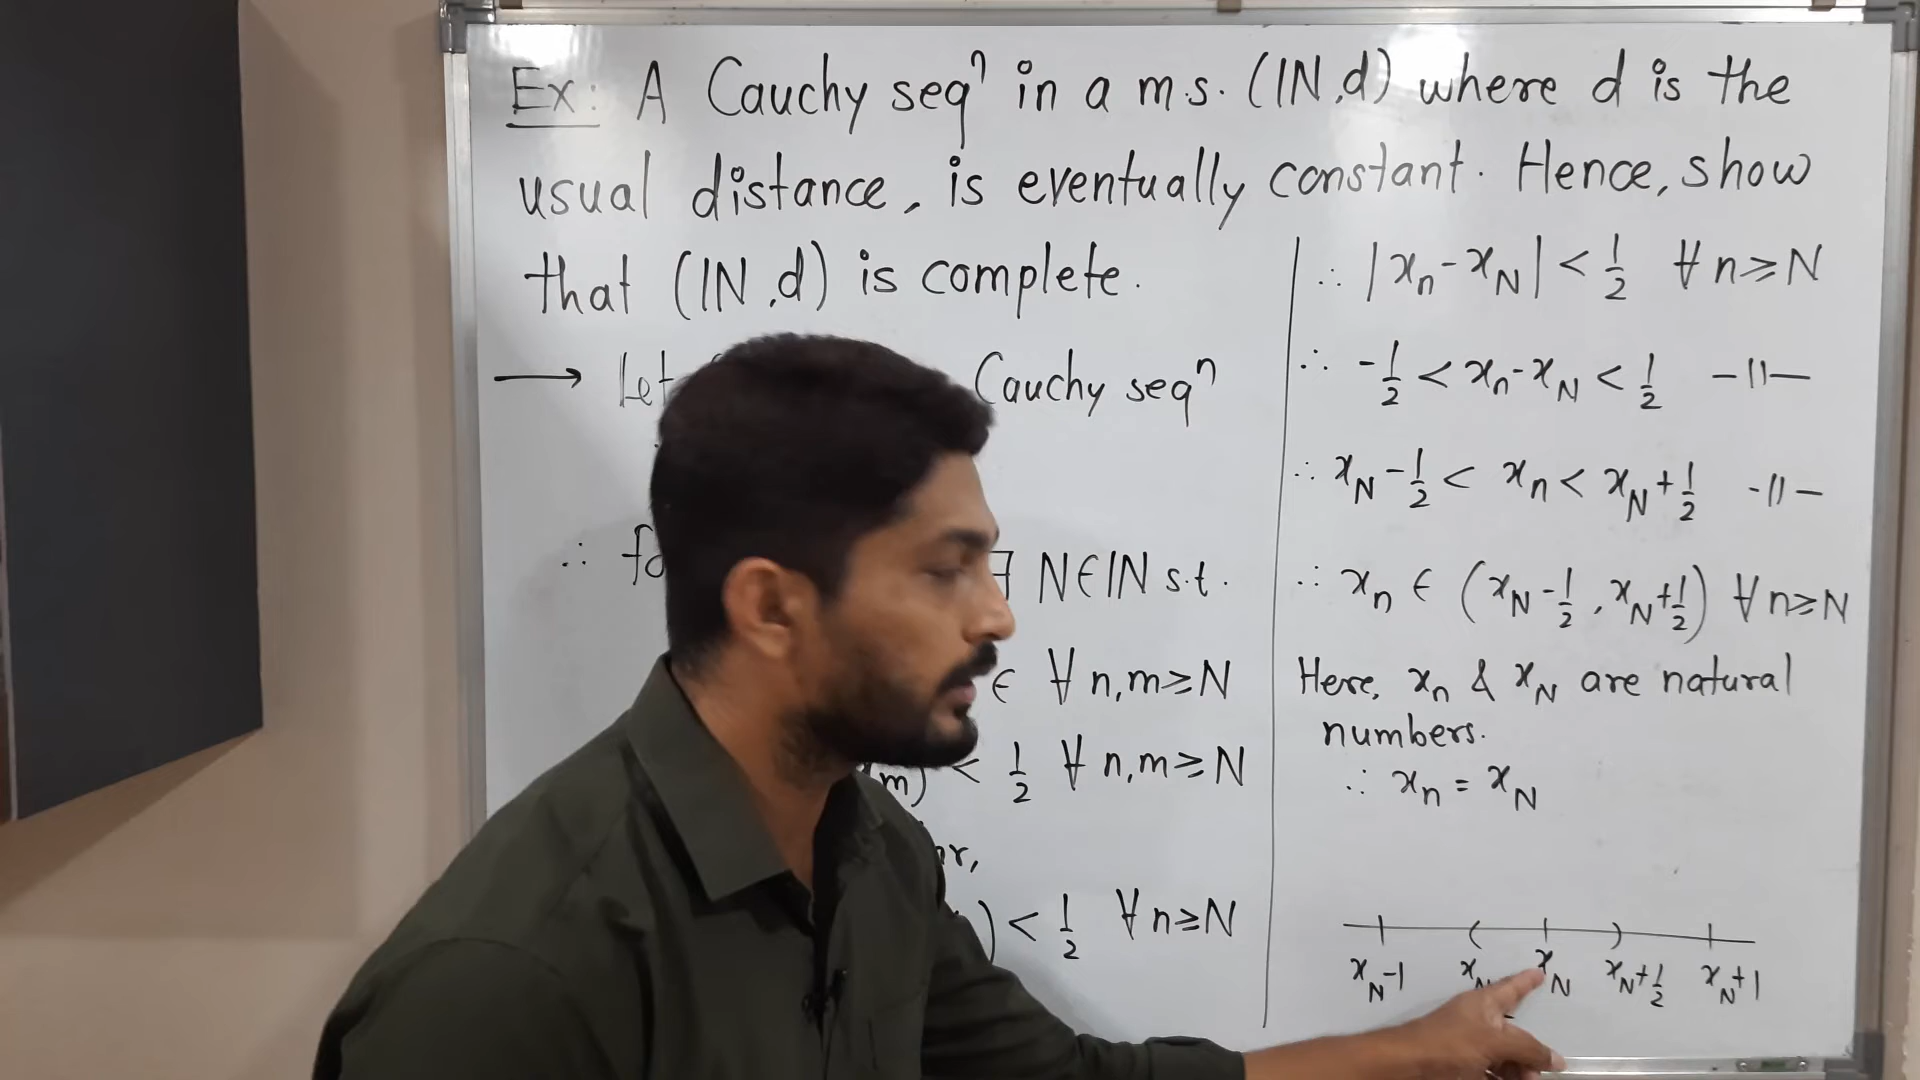 Ex: A Cauchy seqⁿ in a m.s. (IN,d) where d is the
usual distance, is eventually constant. Hence, show
that (IN,d) is complete.
→ Let Cauchy seqⁿ
∴ ∃ N∈IN s.t.
∈ ∀ n,m≥N
m) < 1/2 ∀ n,m≥N
) < 1/2 ∀ n≥N
∴ |xₙ-x_N| < 1/2 ∀ n≥N
∴ -1/2 < xₙ-x_N < 1/2 -||-
∴ x_N-1/2 < xₙ < x_N+1/2 -||-
∴ xₙ ∈ (x_N-1/2, x_N+1/2) ∀ n≥N
Here, xₙ & x_N are natural
numbers.
∴ xₙ = x_N
x_N-1 x_N x_N+1/2 x_N+1